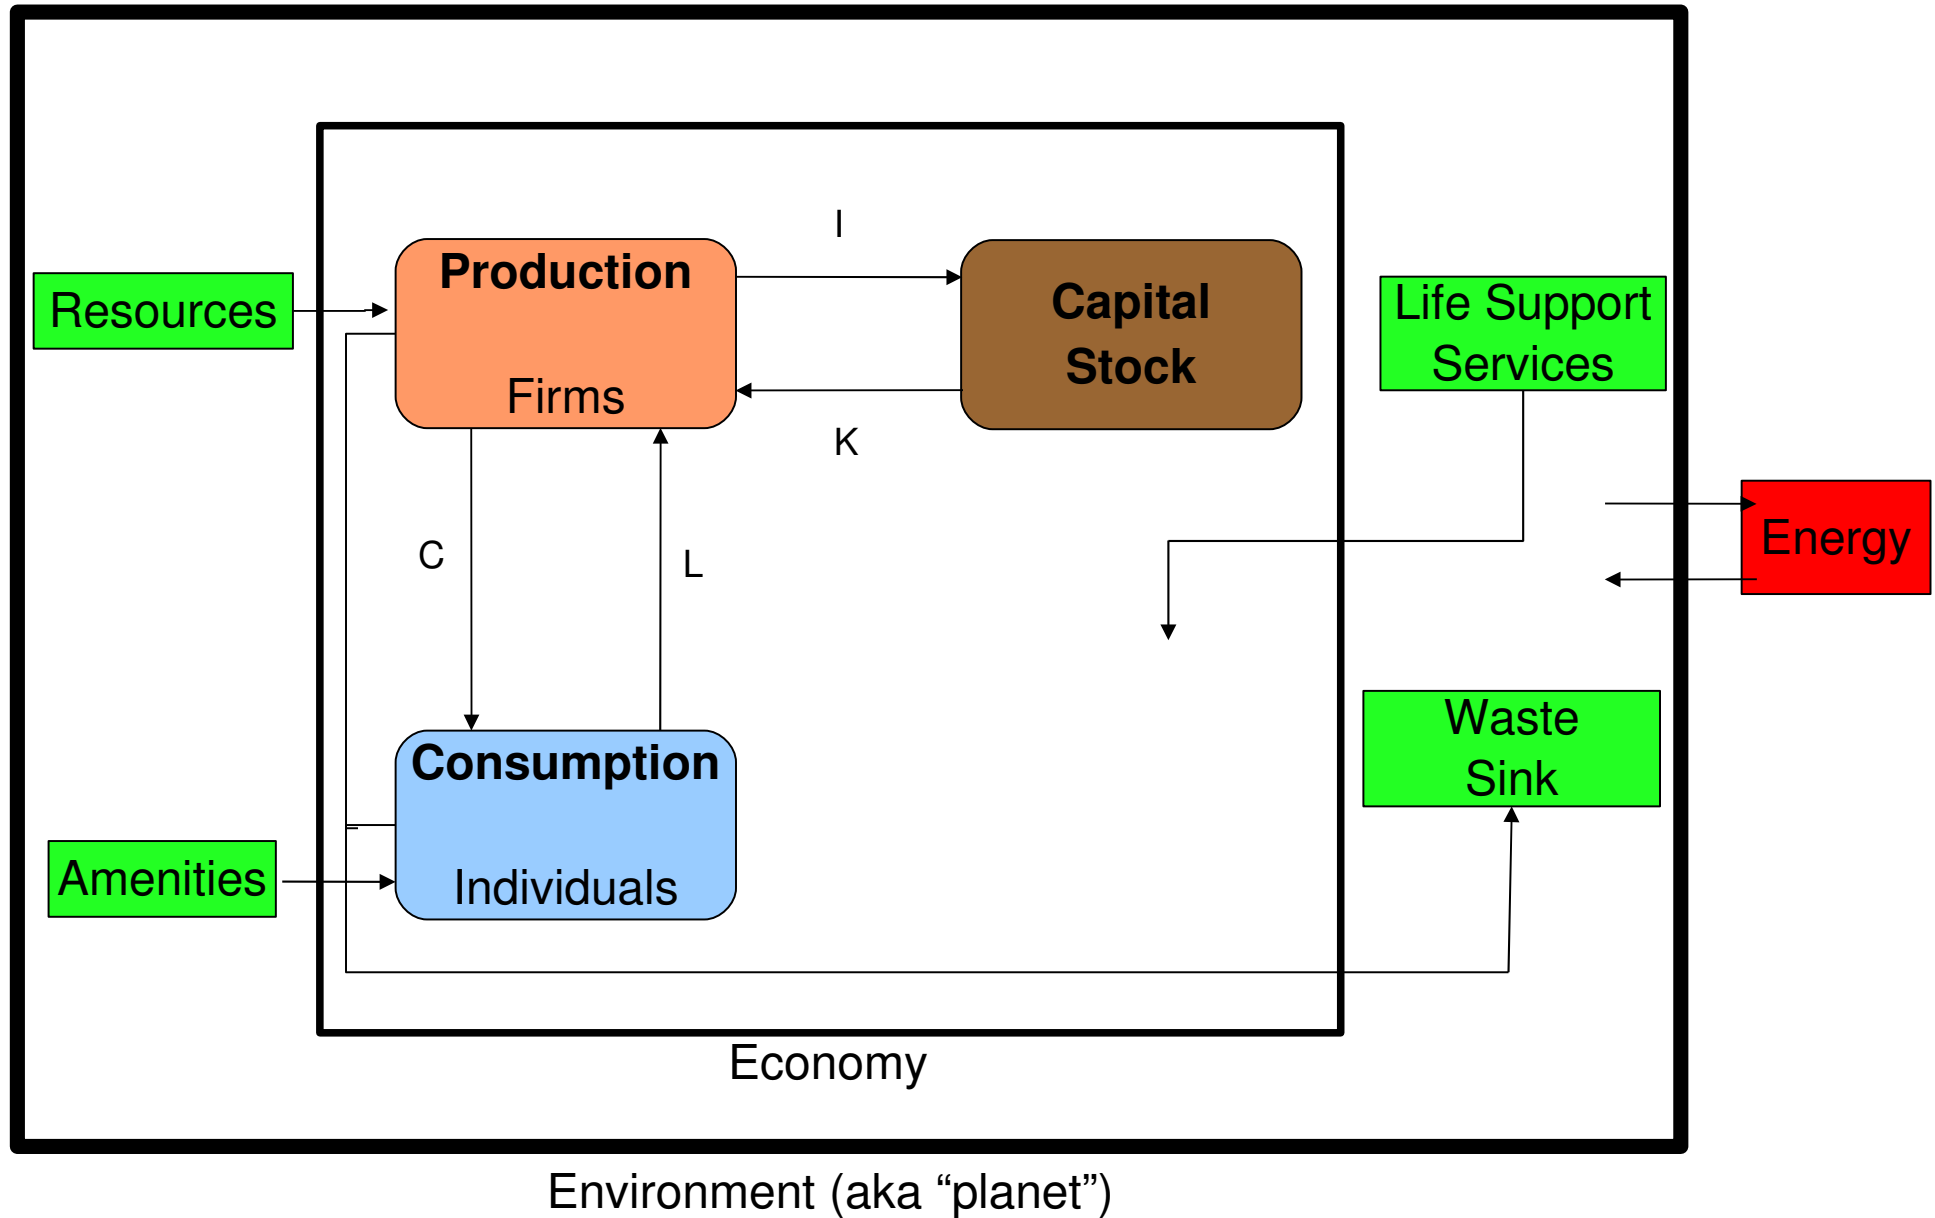 I
Production
Firms
Capital
Stock
Resources
Life Support
Services
K
Energy
C
L
Waste
Sink
Consumption
Individuals
Amenities
Economy
Environment (aka “planet”)